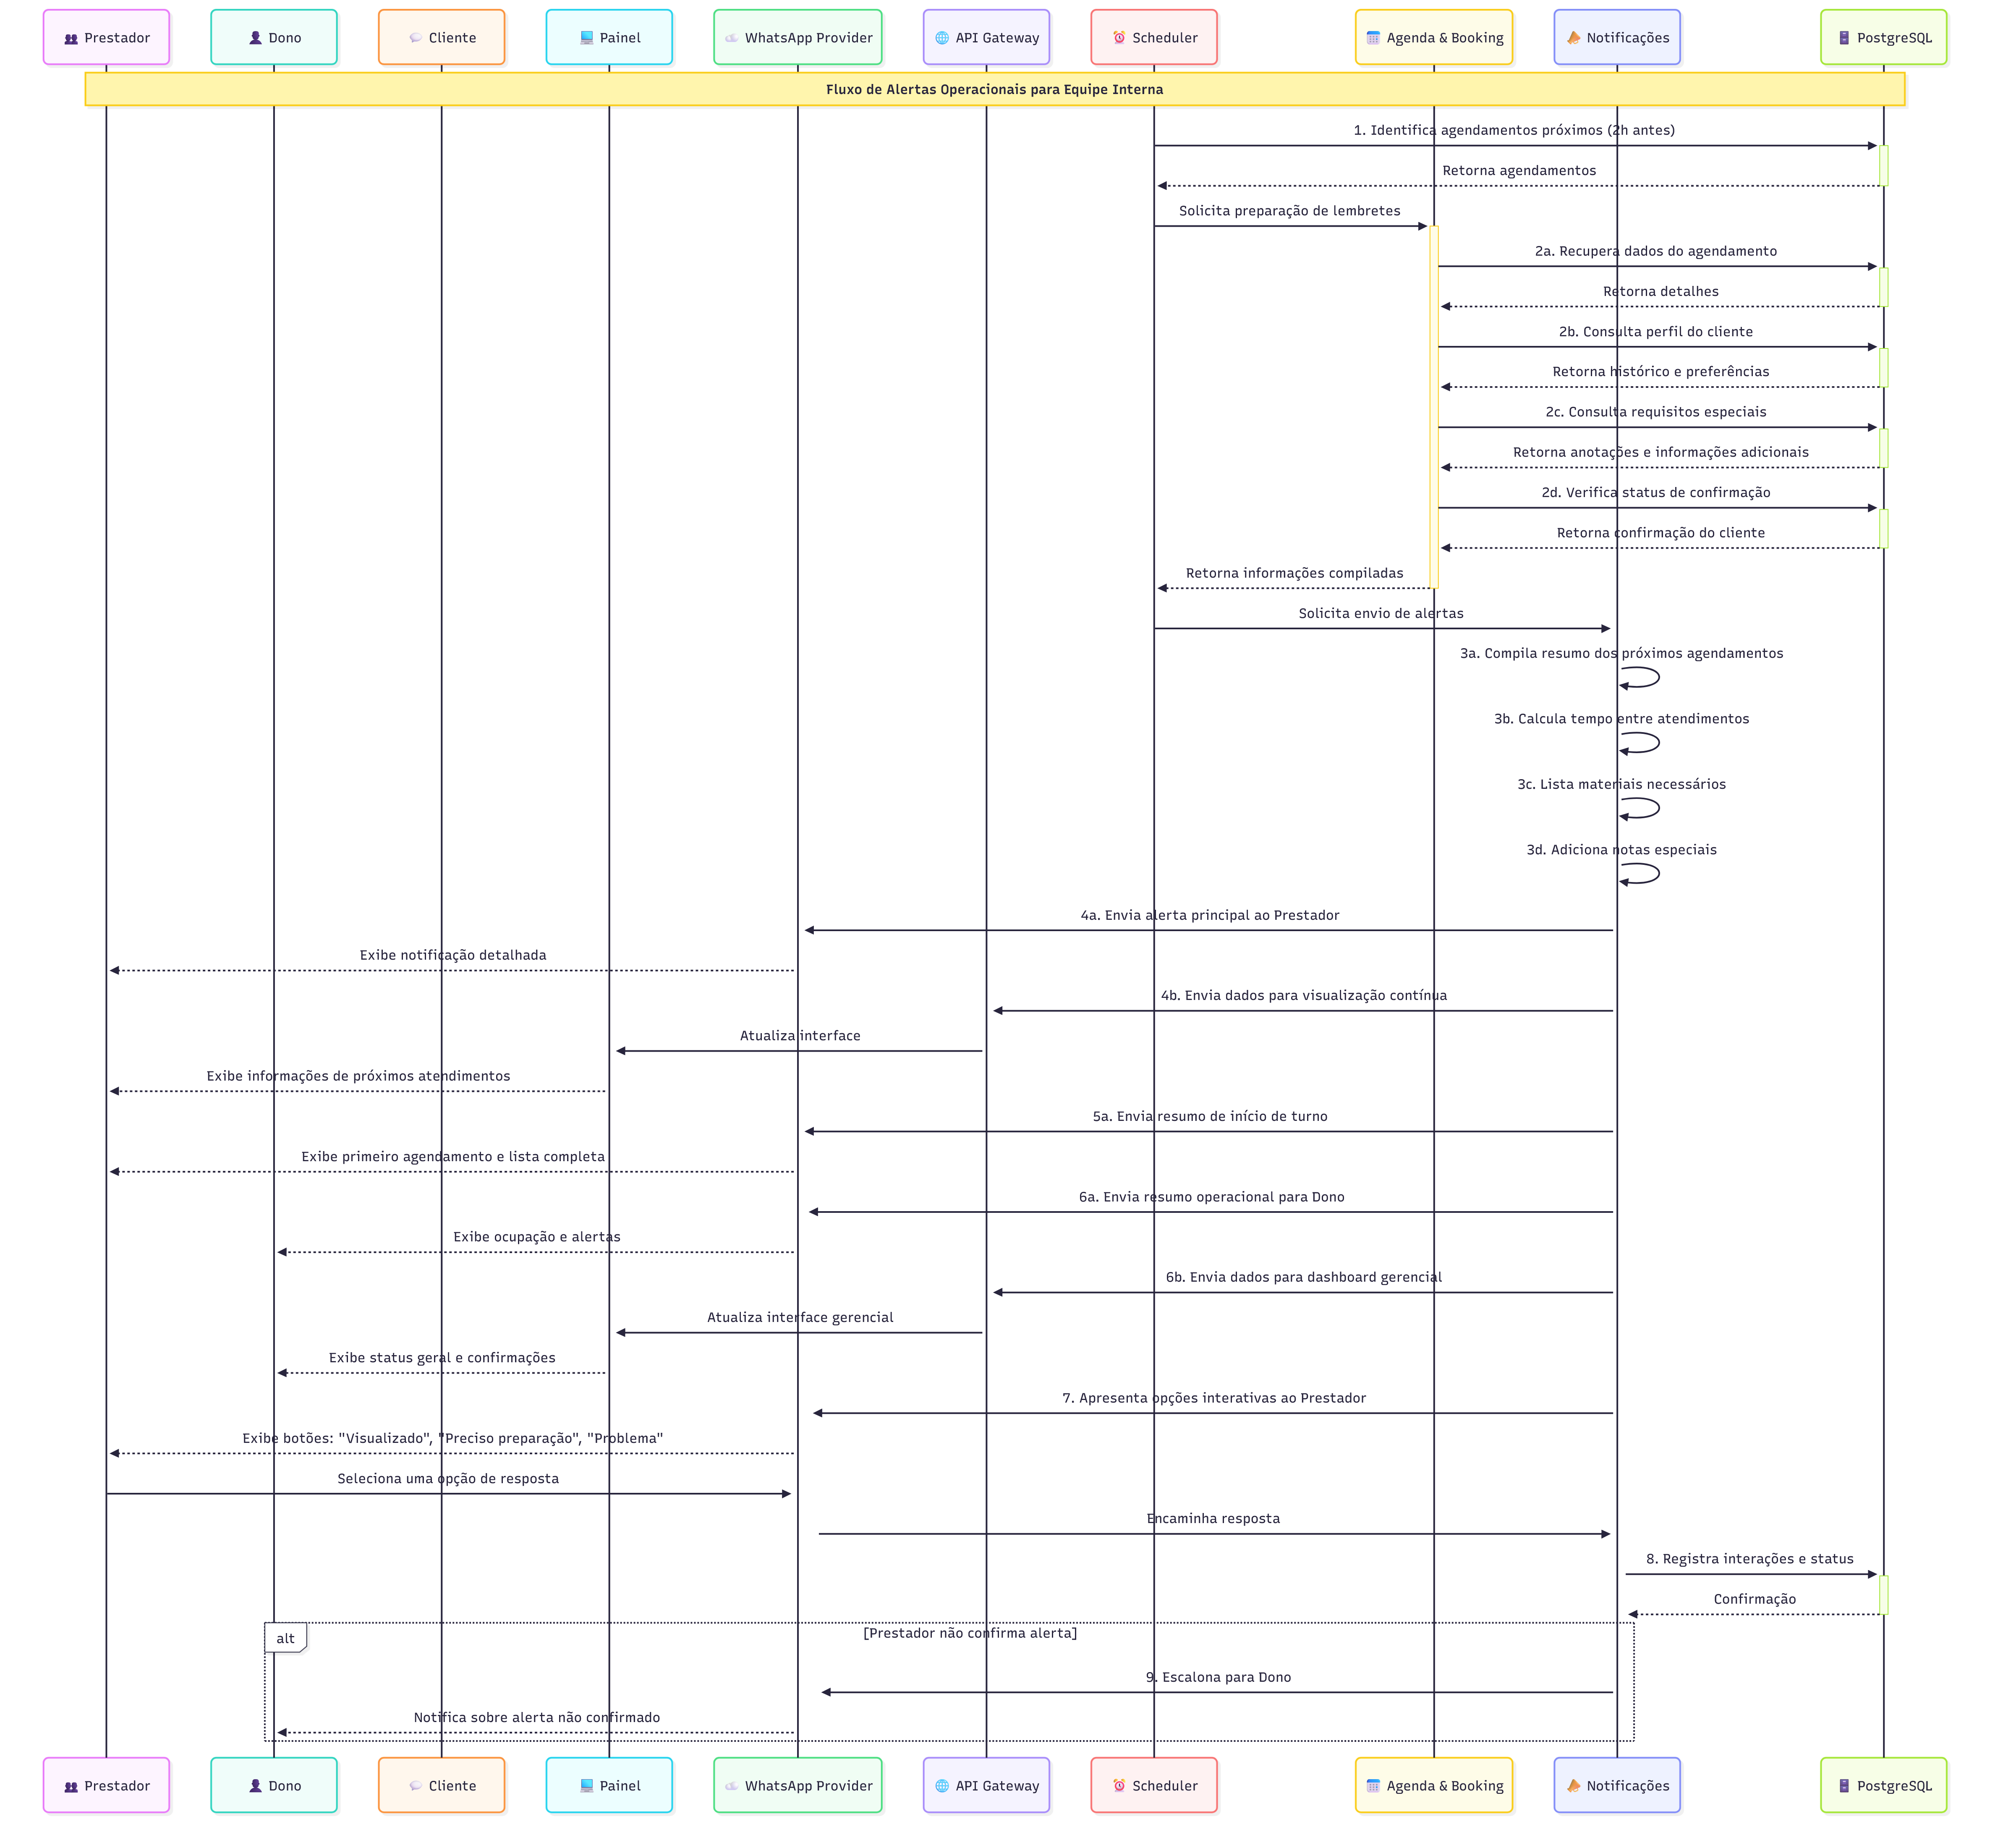 Prestador
Dono
Cliente
Painel
WhatsApp Provider
API Gateway
Scheduler
Agenda & Booking
Notificações
PostgreSQL
Fluxo de Alertas Operacionais para Equipe Interna
1. Identifica agendamentos próximos (2h antes)
Retorna agendamentos
Solicita preparação de lembretes
2a. Recupera dados do agendamento
Retorna detalhes
2b. Consulta perfil do cliente
Retorna histórico e preferências
2c. Consulta requisitos especiais
Retorna anotações e informações adicionais
2d. Verifica status de confirmação
Retorna confirmação do cliente
Retorna informações compiladas
Solicita envio de alertas
3a. Compila resumo dos próximos agendamentos
3b. Calcula tempo entre atendimentos
3c. Lista materiais necessários
3d. Adiciona notas especiais
4a. Envia alerta principal ao Prestador
Exibe notificação detalhada
4b. Envia dados para visualização contínua
Atualiza interface
Exibe informações de próximos atendimentos
5a. Envia resumo de início de turno
Exibe primeiro agendamento e lista completa
6a. Envia resumo operacional para Dono
Exibe ocupação e alertas
6b. Envia dados para dashboard gerencial
Atualiza interface gerencial
Exibe status geral e confirmações
7. Apresenta opções interativas ao Prestador
Exibe botões: "Visualizado", "Preciso preparação", "Problema"
Seleciona uma opção de resposta
Encaminha resposta
8. Registra interações e status
Confirmação
alt
[Prestador não confirma alerta]
9. Escalona para Dono
Notifica sobre alerta não confirmado
Prestador
Dono
Cliente
Painel
WhatsApp Provider
API Gateway
Scheduler
Agenda & Booking
Notificações
PostgreSQL